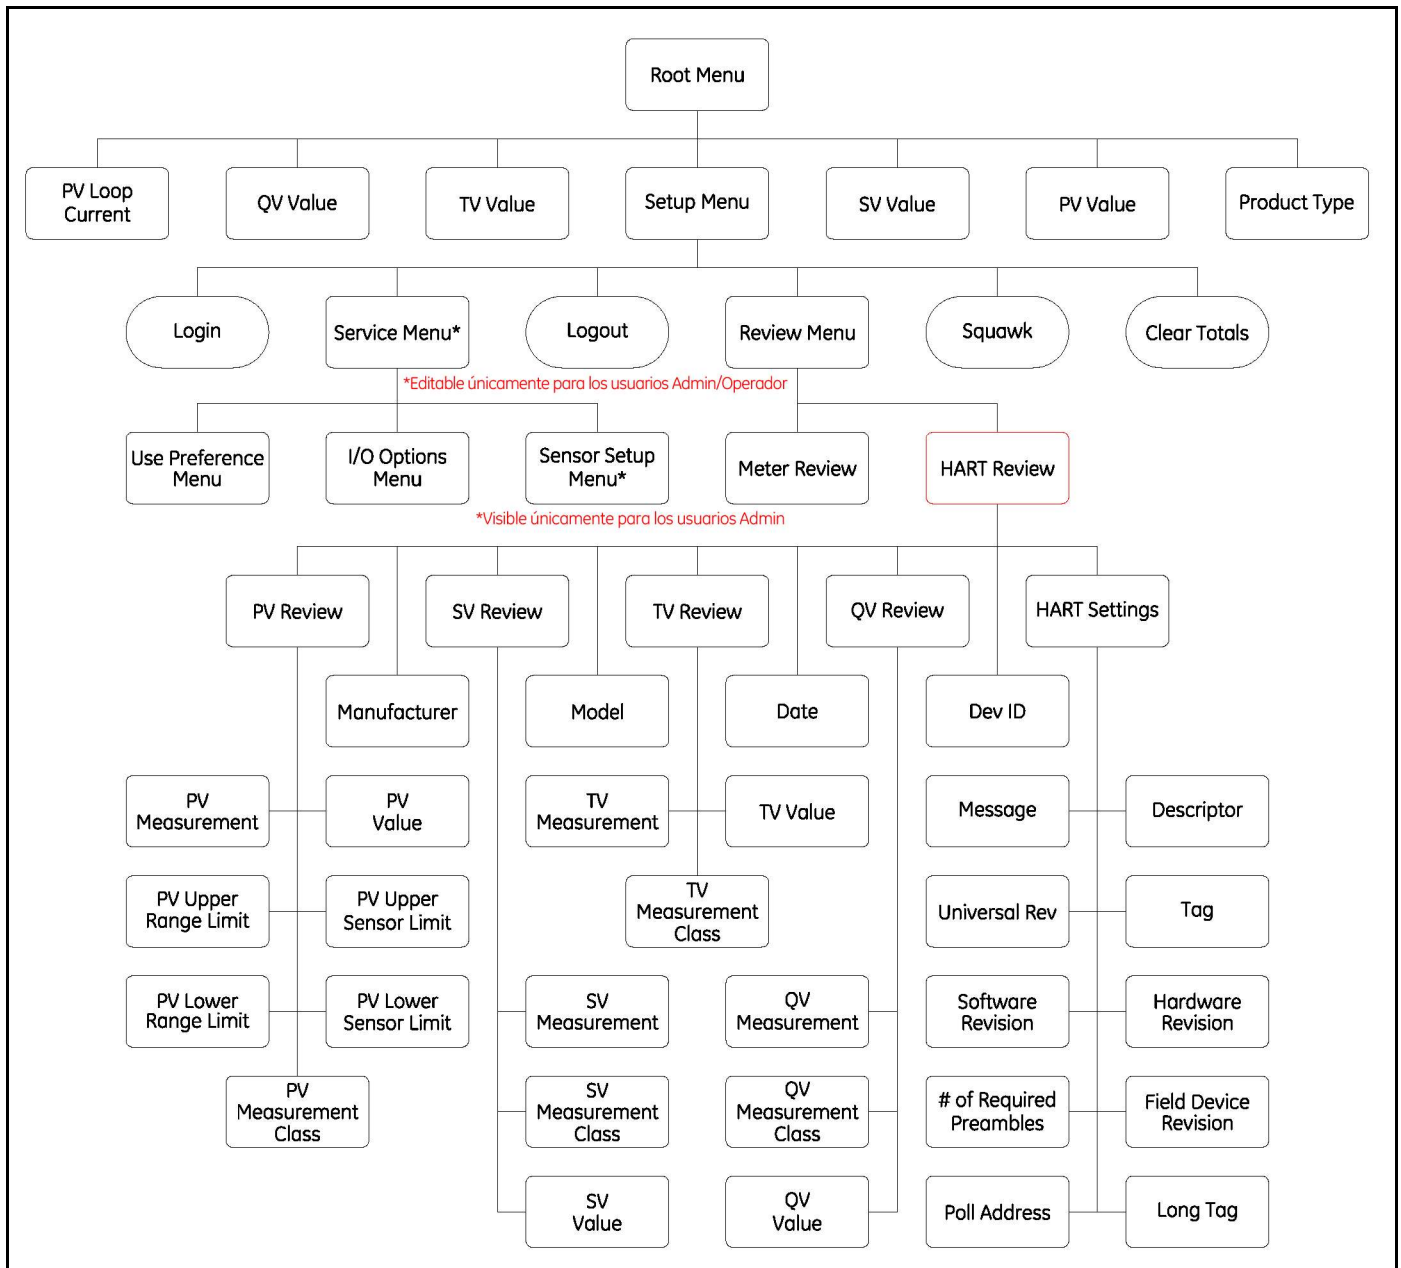 Root Menu
PV Loop
Current
QV Value
TV Value
Setup Menu
SV Value
PV Value
Product Type
Login
Service Menu*
Logout
Review Menu
Squawk
Clear Totals
*Editable únicamente para los usuarios Admin/Operador
Use Preference
Menu
I/O Options
Menu
Sensor Setup
Menu*
Meter Review
HART Review
*Visible únicamente para los usuarios Admin
PV Review
SV Review
TV Review
QV Review
HART Settings
Manufacturer
Model
Date
Dev ID
PV
Measurement
PV
Value
TV
Measurement
TV Value
Message
Descriptor
PV Upper
Range Limit
PV Upper
Sensor Limit
TV
Measurement
Class
Universal Rev
Tag
PV Lower
Range Limit
PV Lower
Sensor Limit
SV
Measurement
QV
Measurement
Software
Revision
Hardware
Revision
PV
Measurement
Class
SV
Measurement
Class
QV
Measurement
Class
# of Required
Preambles
Field Device
Revision
SV
Value
QV
Value
Poll Address
Long Tag